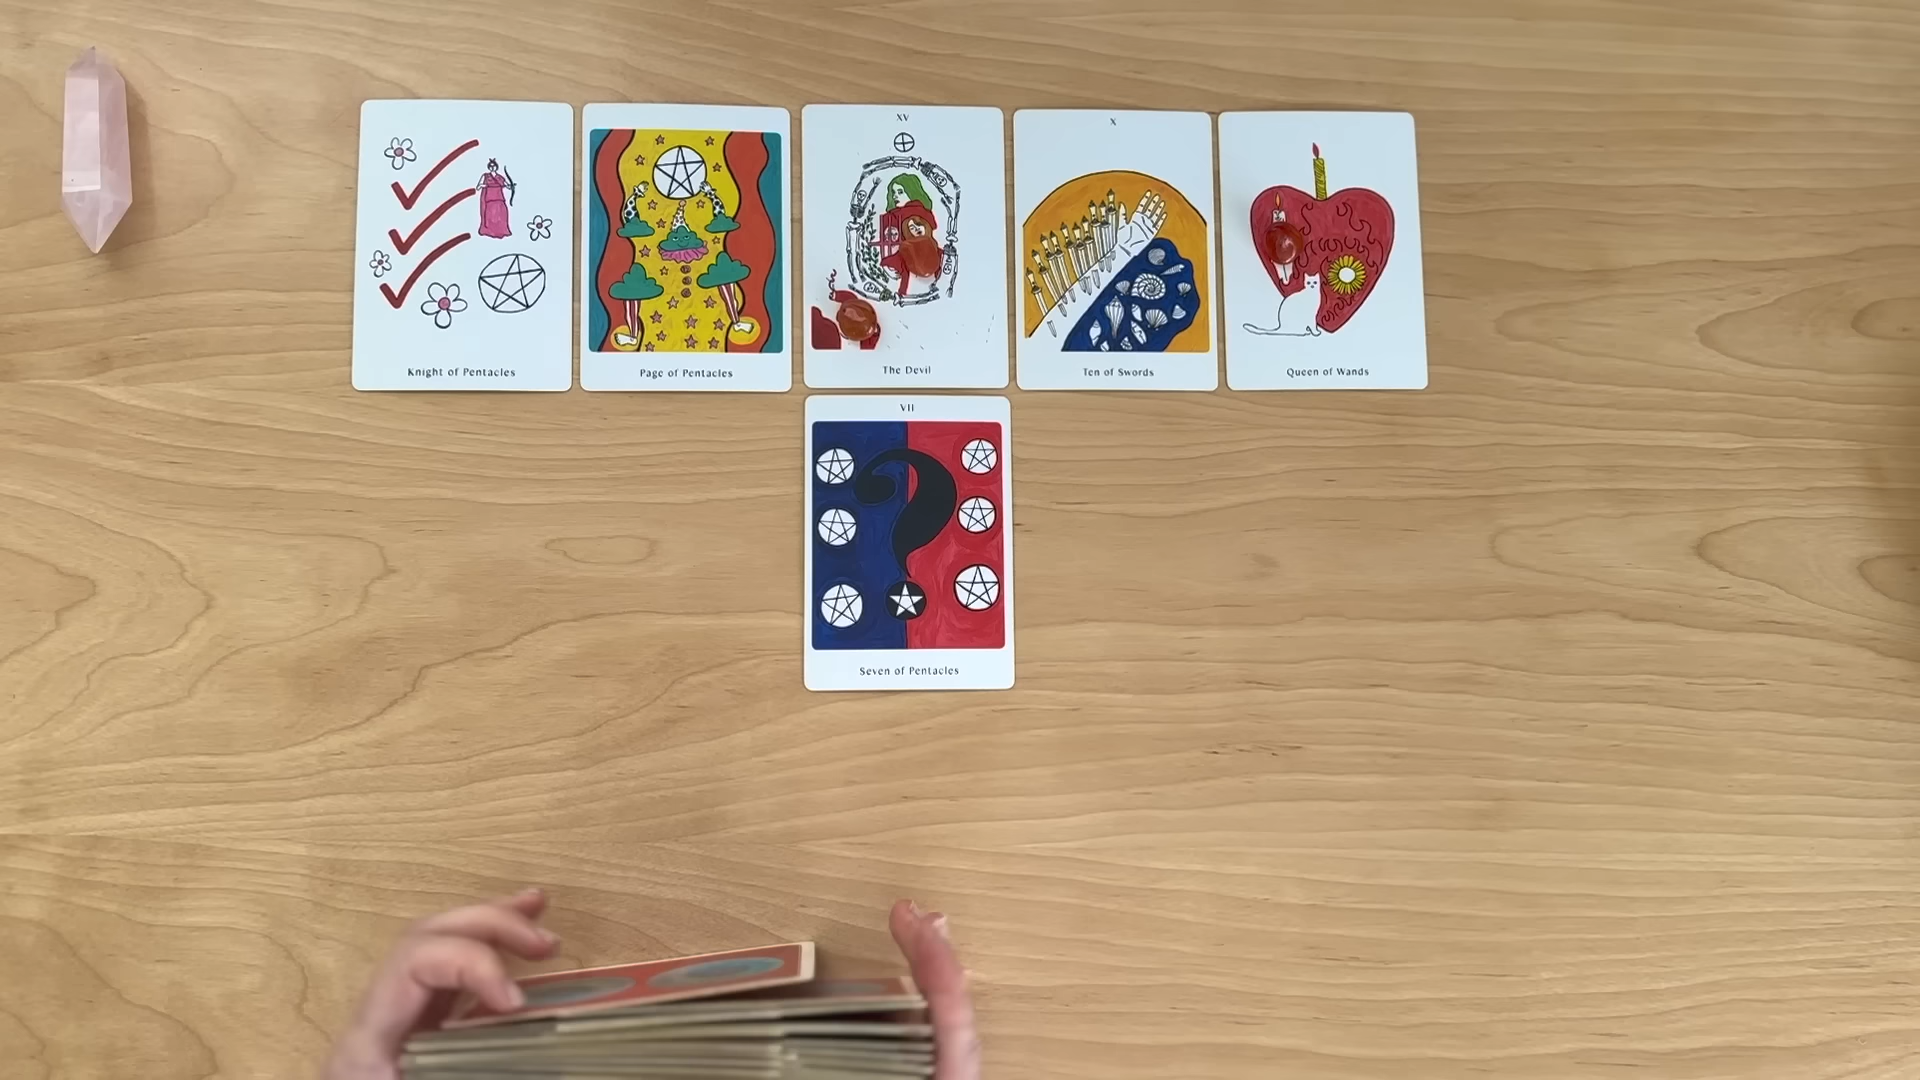 Knight of Pentacles
Page of Pentacles
XV
The Devil
X
Ten of Swords
Queen of Wands
VII
?
Seven of Pentacles